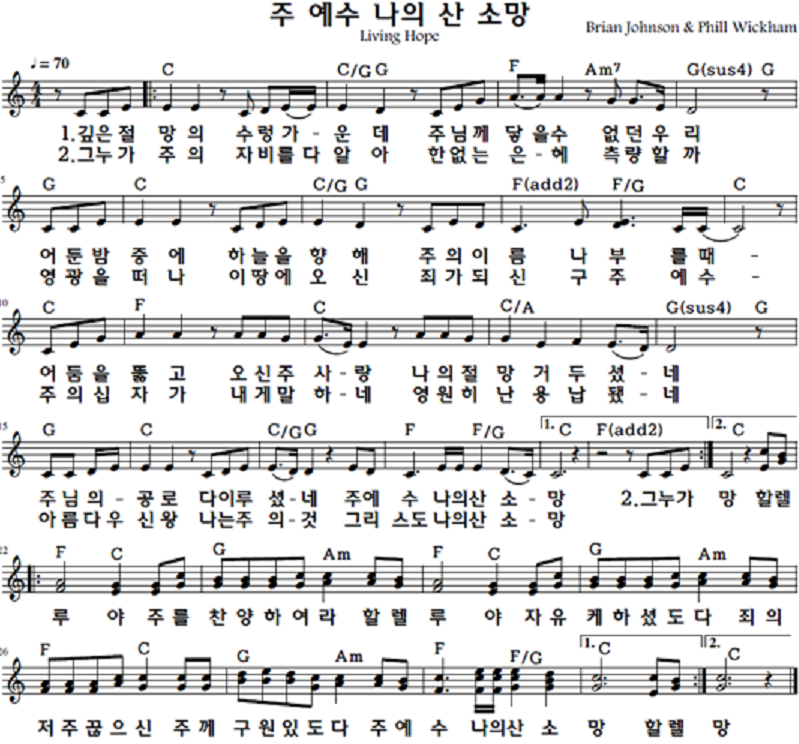 주 예수 나의 산 소망
Living Hope
Brian Johnson & Phill Wickham
♩ = 70
C C/G G F Am7 G(sus4) G
1.깊은절 망의 수렁가-운데 주님께 닿을수 없던우리
2.그누가 주의 자비를다 알아 한없는 은-혜 측량할까
5
G C C/G G F(add2) F/G C
어둔밤 중에 하늘을향해 주의이름 나부를때-
영광을 떠나 이땅에오신 죄가되신 구주 예수-
10
C F C C/A G(sus4) G
어둠을 뚫고 오신주 사랑 나의절망거두셨-네
주의십자가 내게말하-네 영원히 난용납됐-네
15
G C C/G G F F/G 1. C F(add2) 2. C
주님의-공로 다이루셨-네 주예수 나의산소-망 2.그누가 망 할렐
아름다우신왕 나는주의-것 그리스도나의산소-망
22
F C G Am F C G Am
루 야주를찬양하여라 할렐루 야자유케하셨도다 죄의
26
F C G Am F F/G 1. C 2. C
저주끊으신 주께 구원있도다 주예수 나의산소 망 할렐 망